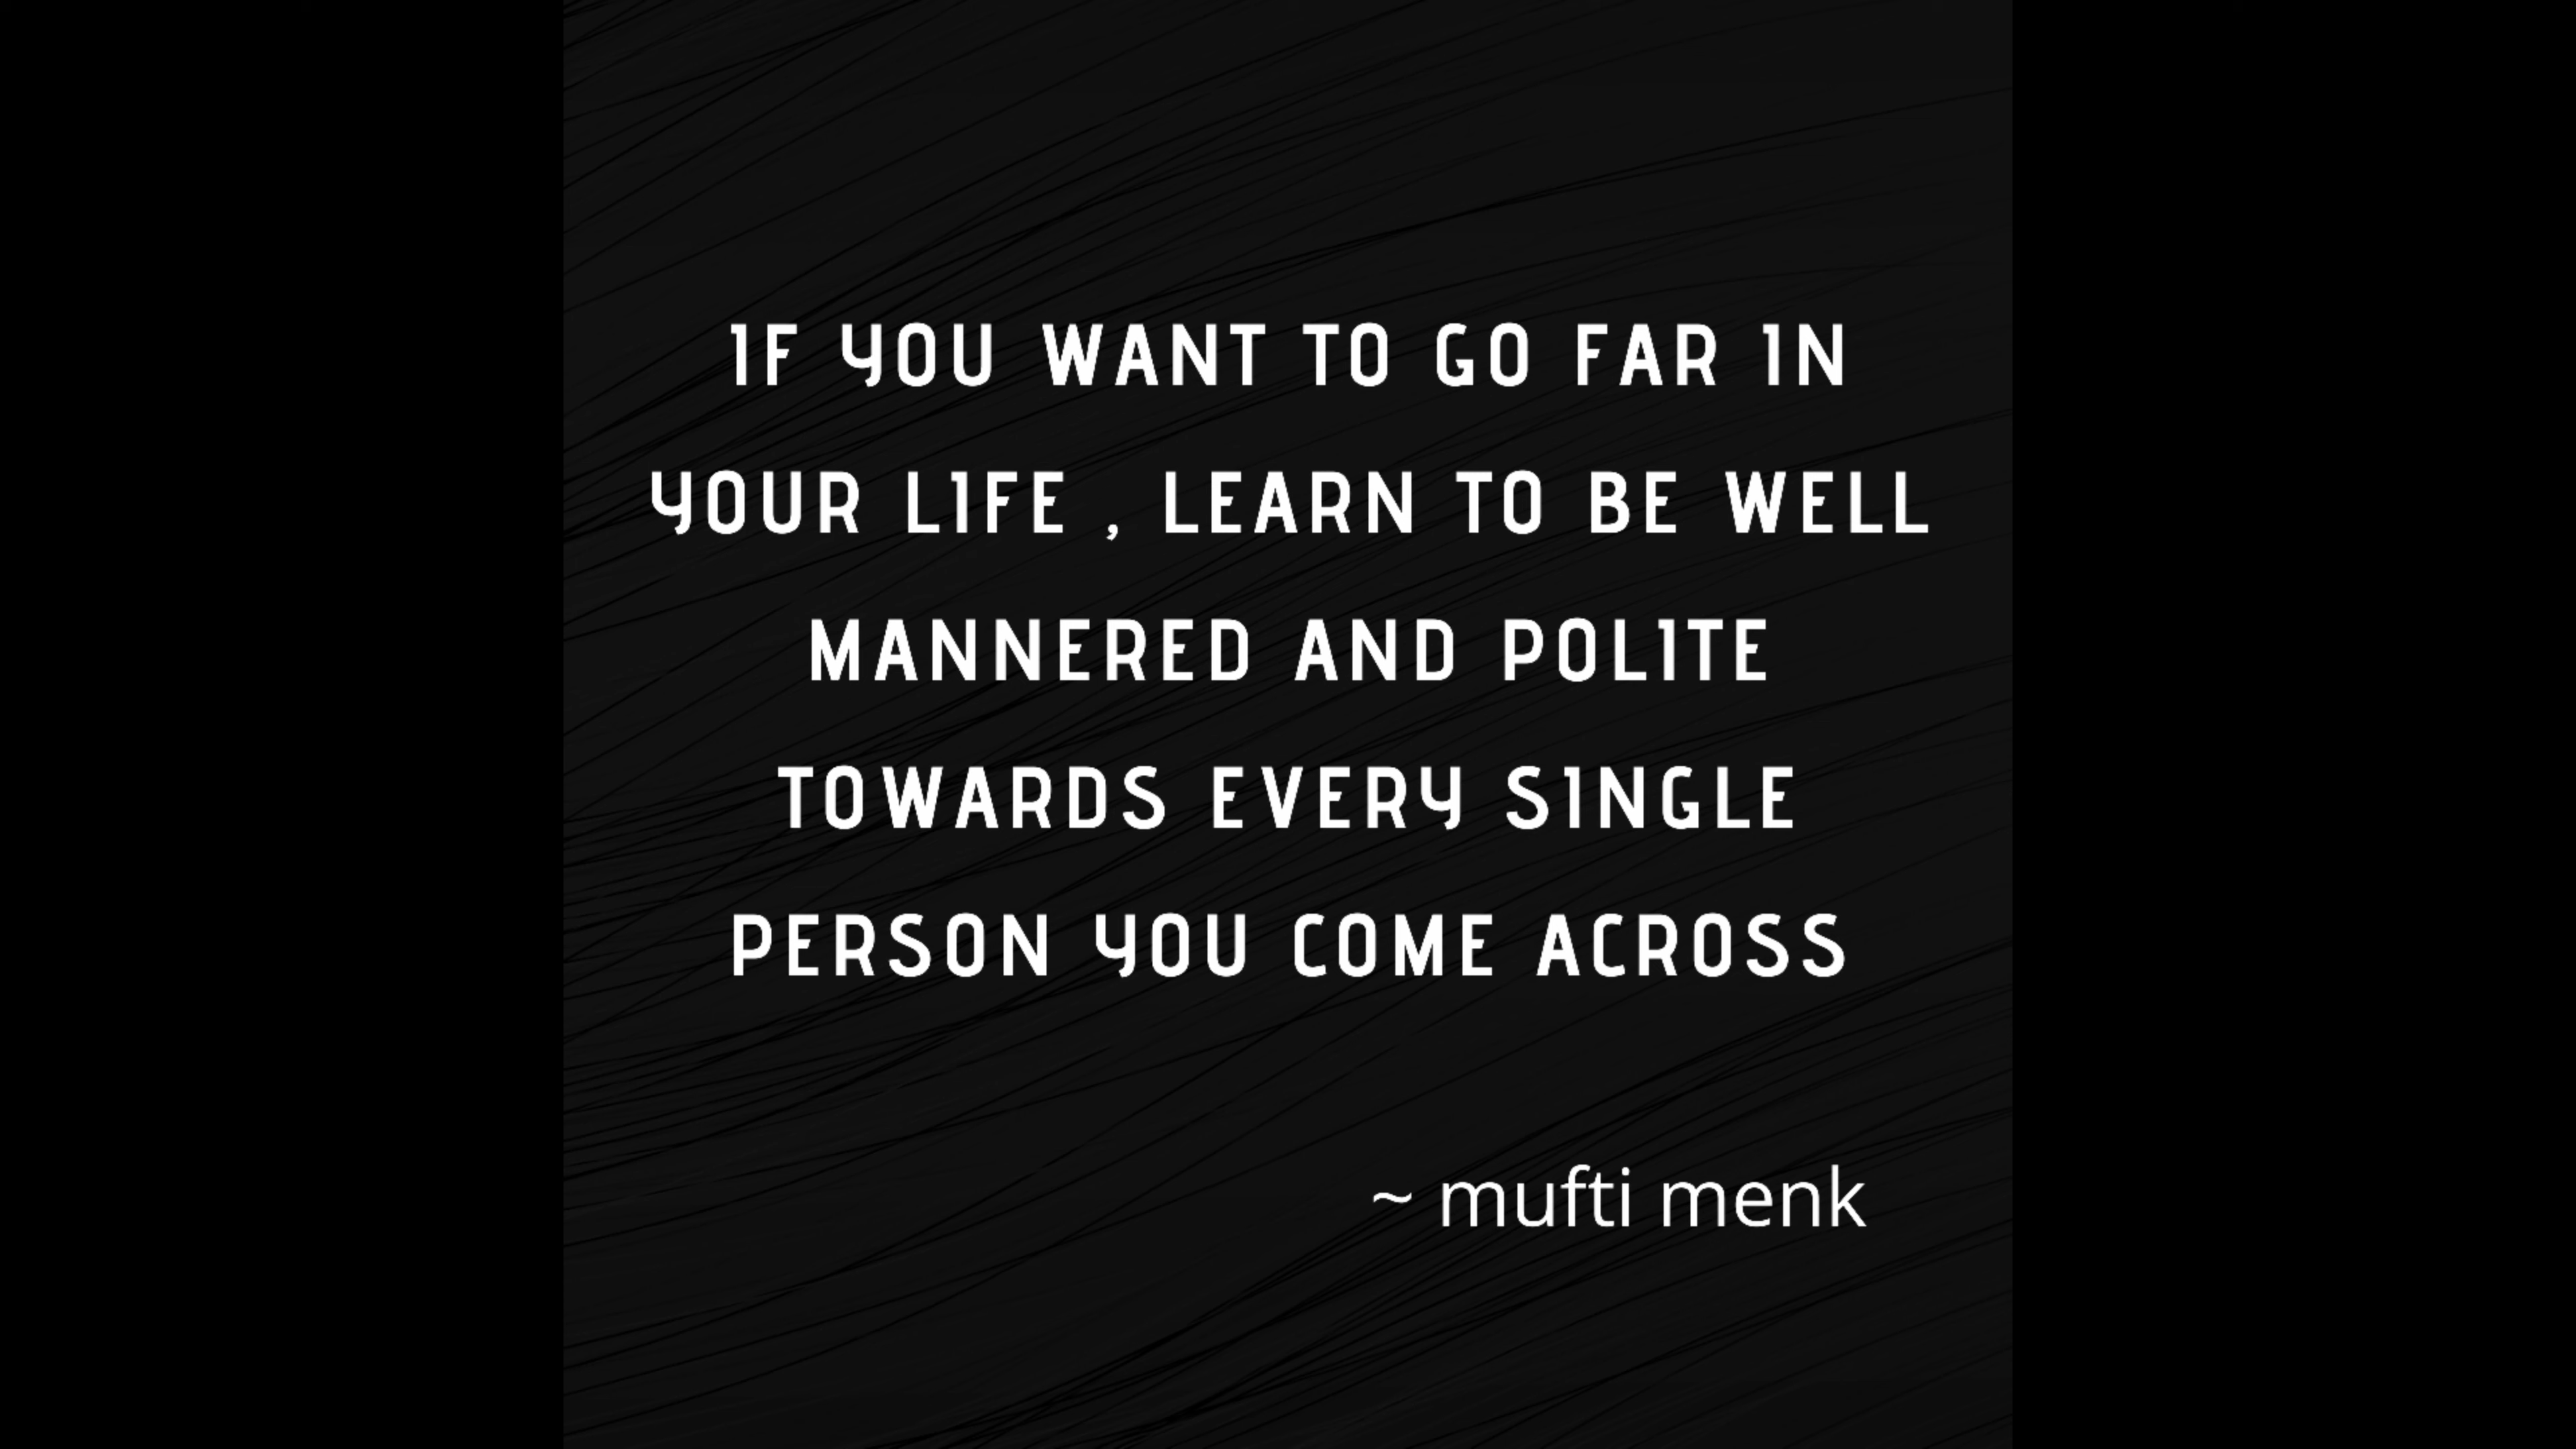 IF YOU WANT TO GO FAR IN
YOUR LIFE , LEARN TO BE WELL
MANNERED AND POLITE
TOWARDS EVERY SINGLE
PERSON YOU COME ACROSS
~ mufti menk